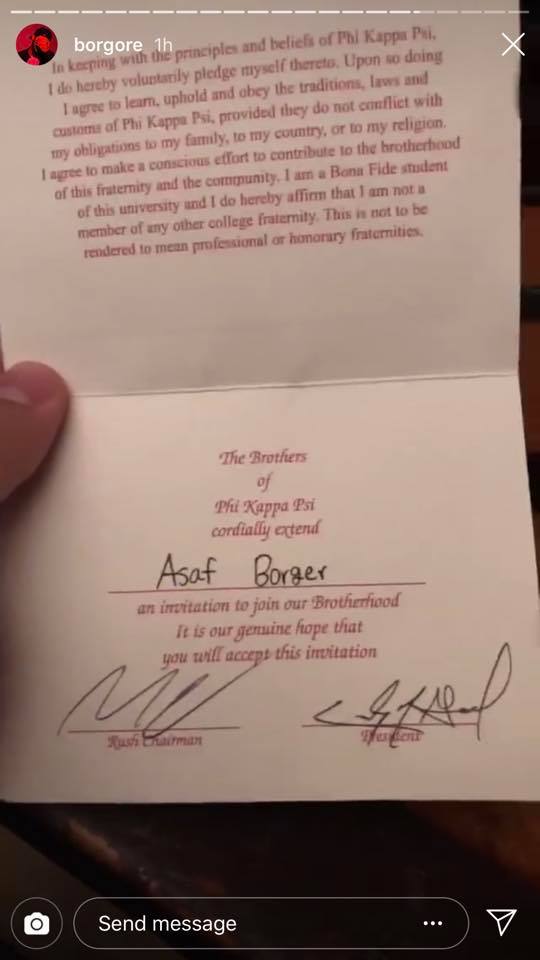 borgore 1h
In keeping with the principles and beliefs of Phi Kappa Psi,
I do hereby voluntarily pledge myself thereto. Upon so doing
I agree to learn, uphold and obey the traditions, laws and
customs of Phi Kappa Psi, provided they do not conflict with
my obligations to my family, to my country, or to my religion.
I agree to make a conscious effort to contribute to the brotherhood
of this fraternity and the community. I am a Bona Fide student
of this university and I do hereby affirm that I am not a
member of any other college fraternity. This is not to be
rendered to mean professional or honorary fraternities.
The Brothers
of
Phi Kappa Psi
cordially extend
Asaf Borger
an invitation to join our Brotherhood
It is our genuine hope that
you will accept this invitation
Rush Chairman
President
Send message